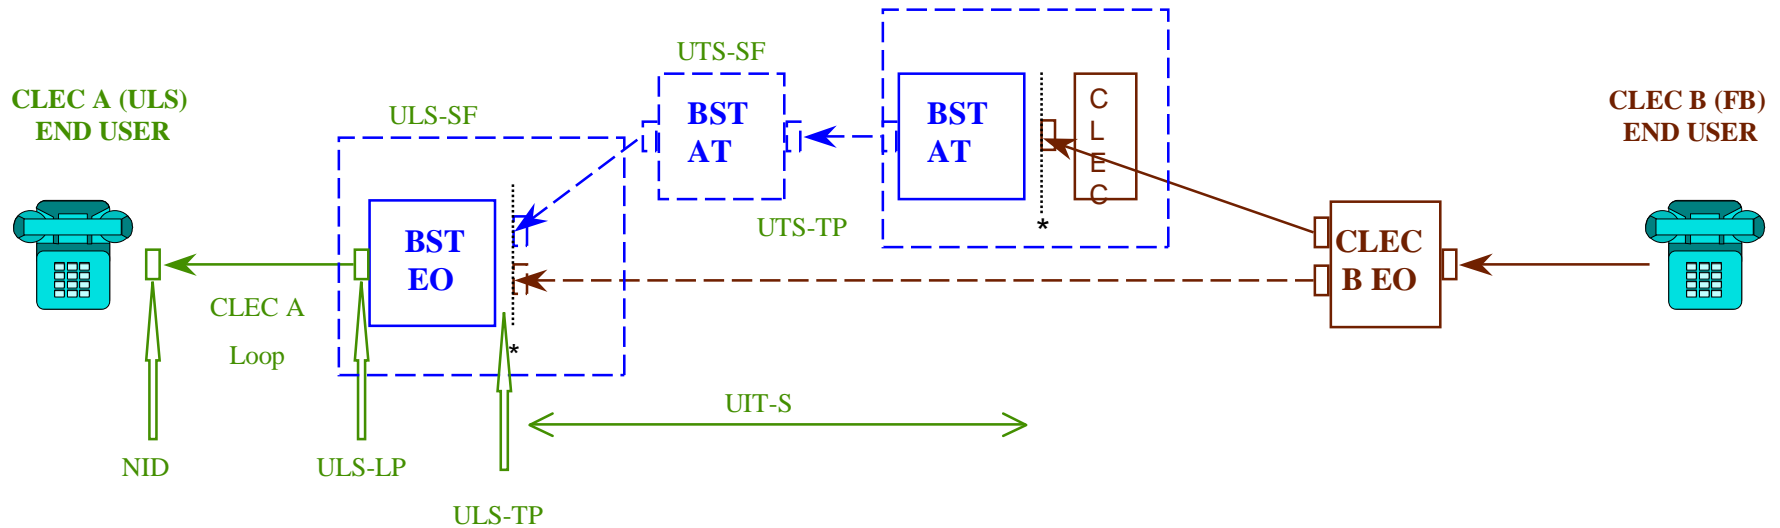 UTS-SF
CLEC A (ULS)
END USER
ULS-SF
BST
AT
BST
AT
C
L
E
C
CLEC B (FB)
END USER
UTS-TP
*
BST
EO
CLEC
B EO
CLEC A
Loop
*
UIT-S
NID
ULS-LP
ULS-TP